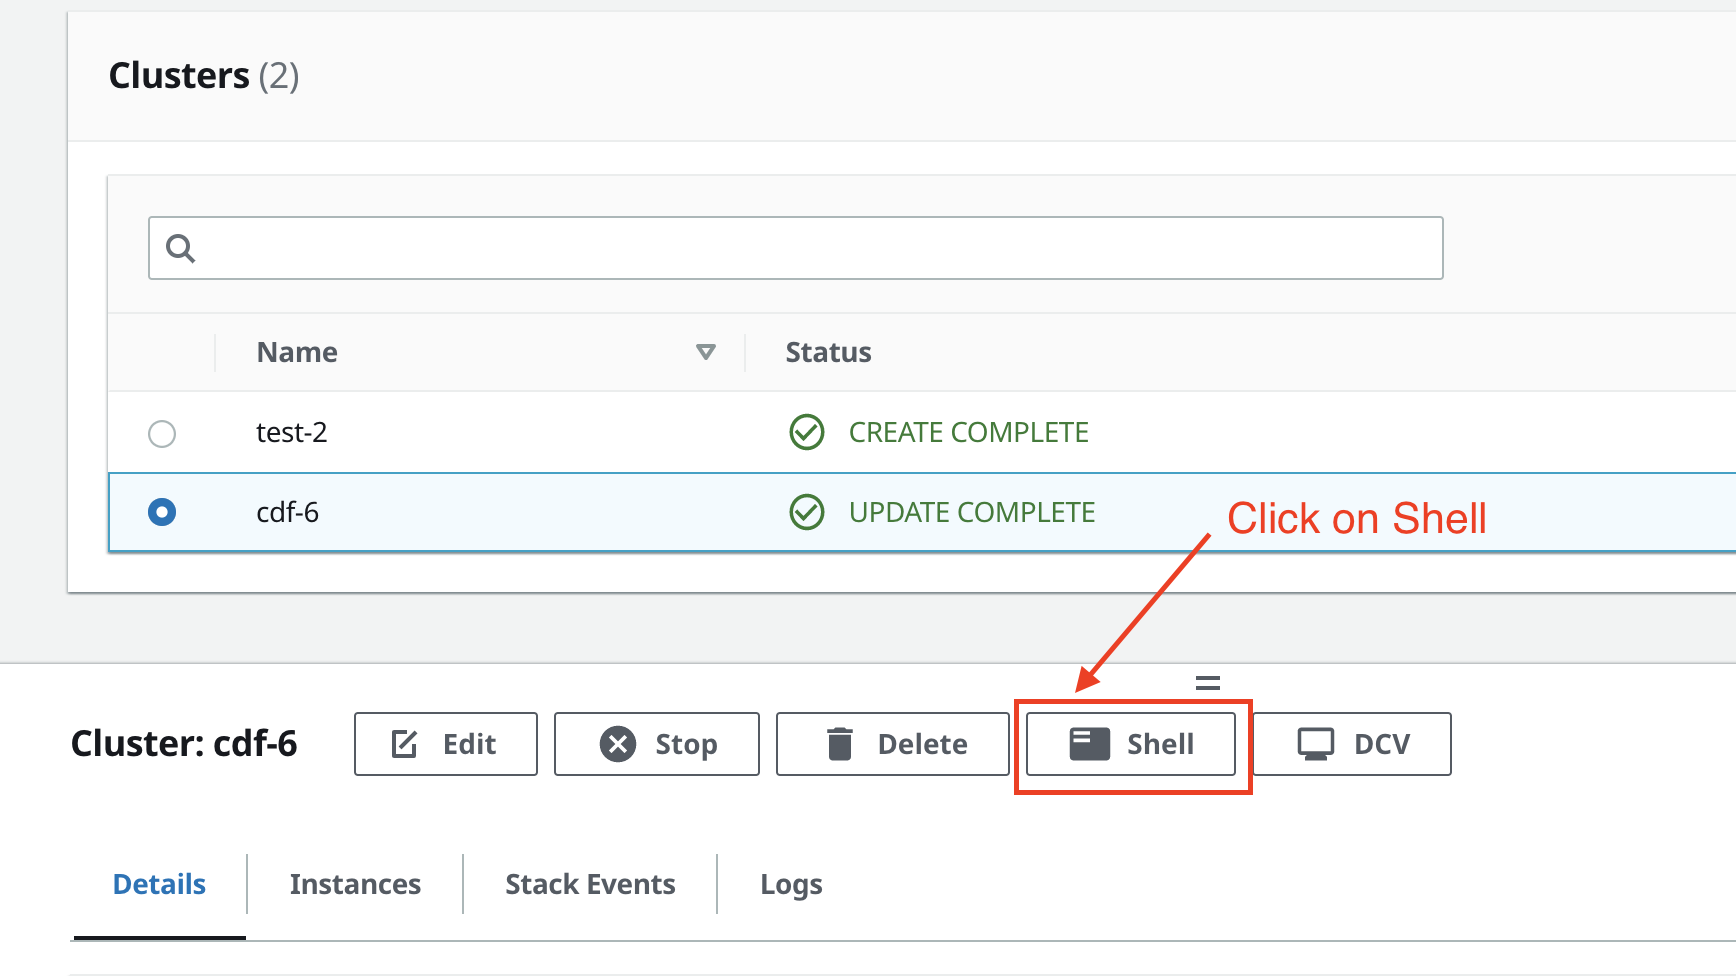 Clusters (2)
Name Status
test-2 CREATE COMPLETE
cdf-6 UPDATE COMPLETE
Click on Shell
Cluster: cdf-6 Edit Stop Delete Shell DCV
Details Instances Stack Events Logs